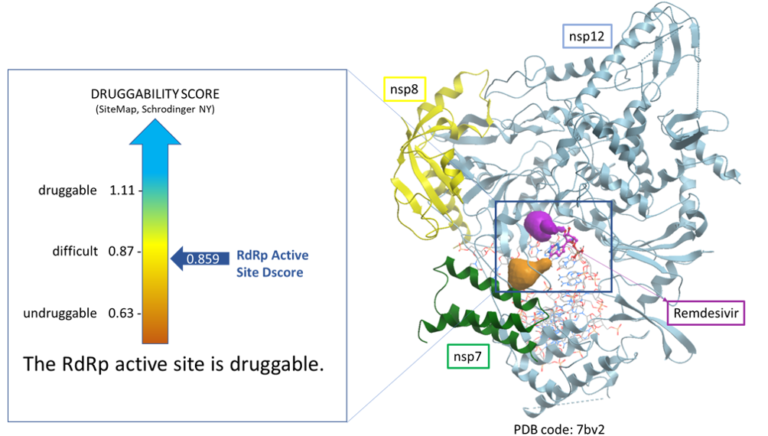 DRUGGABILITY SCORE
(SiteMap, Schrodinger NY)
druggable 1.11
difficult 0.87
0.859
RdRp Active
Site Dscore
undruggable 0.63
The RdRp active site is druggable.
nsp12
nsp8
Remdesivir
nsp7
PDB code: 7bv2